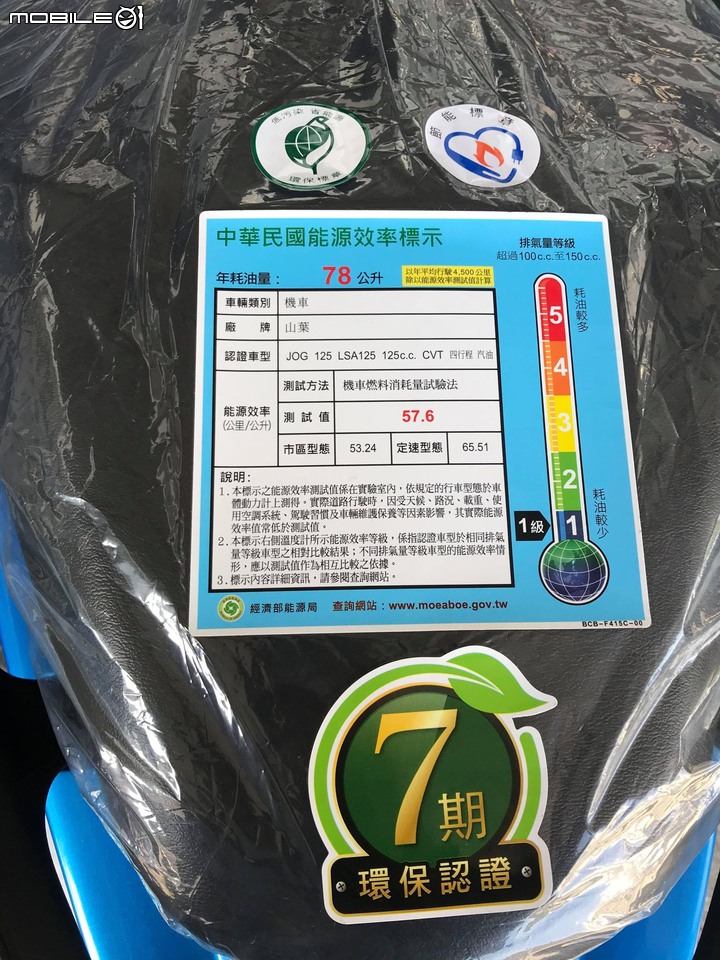 MOBILE01
低污染 省能源
環保標章
節能標章
中華民國能源效率標示
排氣量等級
超過100c.c.至150c.c.
年耗油量： 78 公升
以年平均行駛4,500公里
除以能源效率測試值計算
耗油較多
車輛類別 機車
廠牌 山葉
認證車型 JOG 125 LSA125 125c.c. CVT 四行程 汽油
能源效率
(公里/公升)
測試方法 機車燃料消耗量試驗法
測試值 57.6
市區型態 53.24 定速型態 65.51
5
4
3
2
1
1級
耗油較少
說明：
1.本標示之能源效率測試值係在實驗室內，依規定的行車型態於車
體動力計上測得。實際道路行駛時，因受天候、路況、載重、使
用空調系統、駕駛習慣及車輛維護保養等因素影響，其實際能源
效率值常低於測試值。
2.本標示右側溫度計所示能源效率等級，係指認證車型於相同排氣
量等級車型之相對比較結果；不同排氣量等級車型的能源效率情
形，應以測試值作為相互比較之依據。
3.標示內容詳細資訊，請參閱查詢網站。
經濟部能源局 查詢網站：www.moeaboe.gov.tw
BCB-F415C-00
7期
環保認證